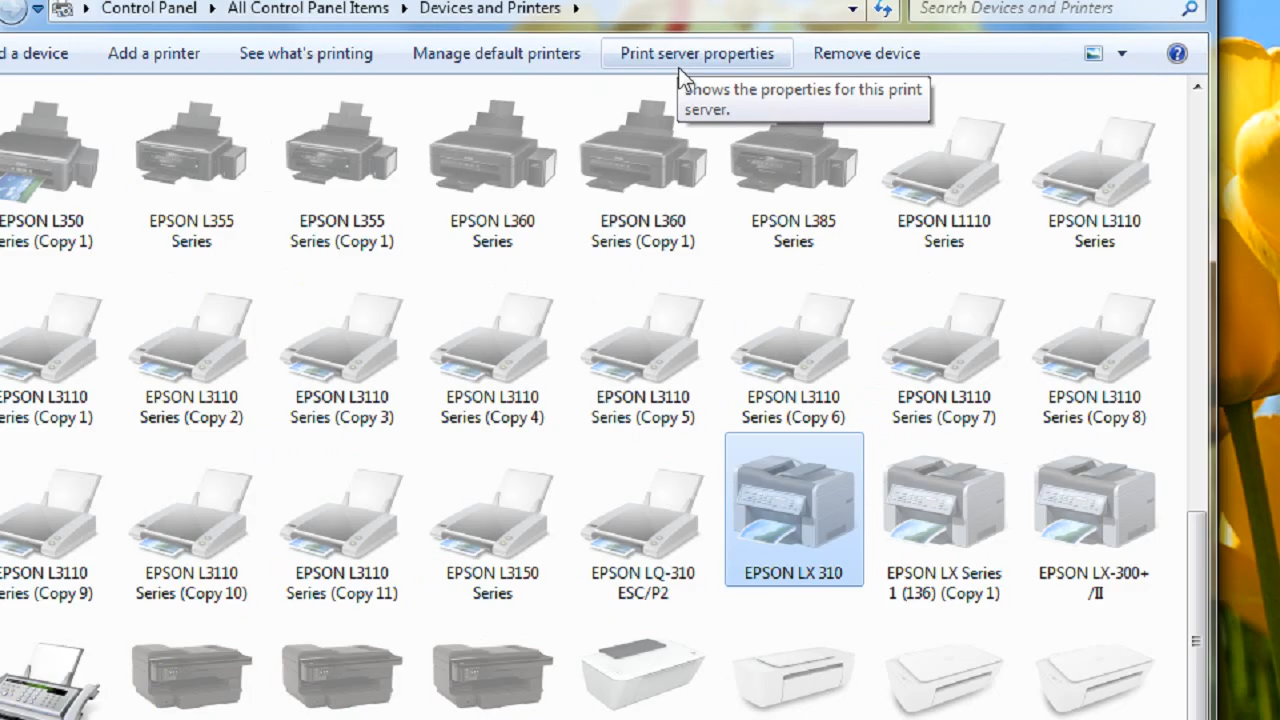 Control Panel ▸ All Control Panel Items ▸ Devices and Printers ▸
Search Devices and Printers
d a device Add a printer See what's printing Manage default printers Print server properties Remove device
Shows the properties for this print
server.
EPSON L350 EPSON L355 EPSON L355 EPSON L360 EPSON L360 EPSON L385 EPSON L1110 EPSON L3110
eries (Copy 1) Series Series (Copy 1) Series Series (Copy 1) Series Series Series
EPSON L3110 EPSON L3110 EPSON L3110 EPSON L3110 EPSON L3110 EPSON L3110 EPSON L3110 EPSON L3110
eries (Copy 1) Series (Copy 2) Series (Copy 3) Series (Copy 4) Series (Copy 5) Series (Copy 6) Series (Copy 7) Series (Copy 8)
EPSON L3110 EPSON L3110 EPSON L3110 EPSON L3150 EPSON LQ-310 EPSON LX 310 EPSON LX Series EPSON LX-300+
eries (Copy 9) Series (Copy 10) Series (Copy 11) Series ESC/P2 1 (136) (Copy 1) /II